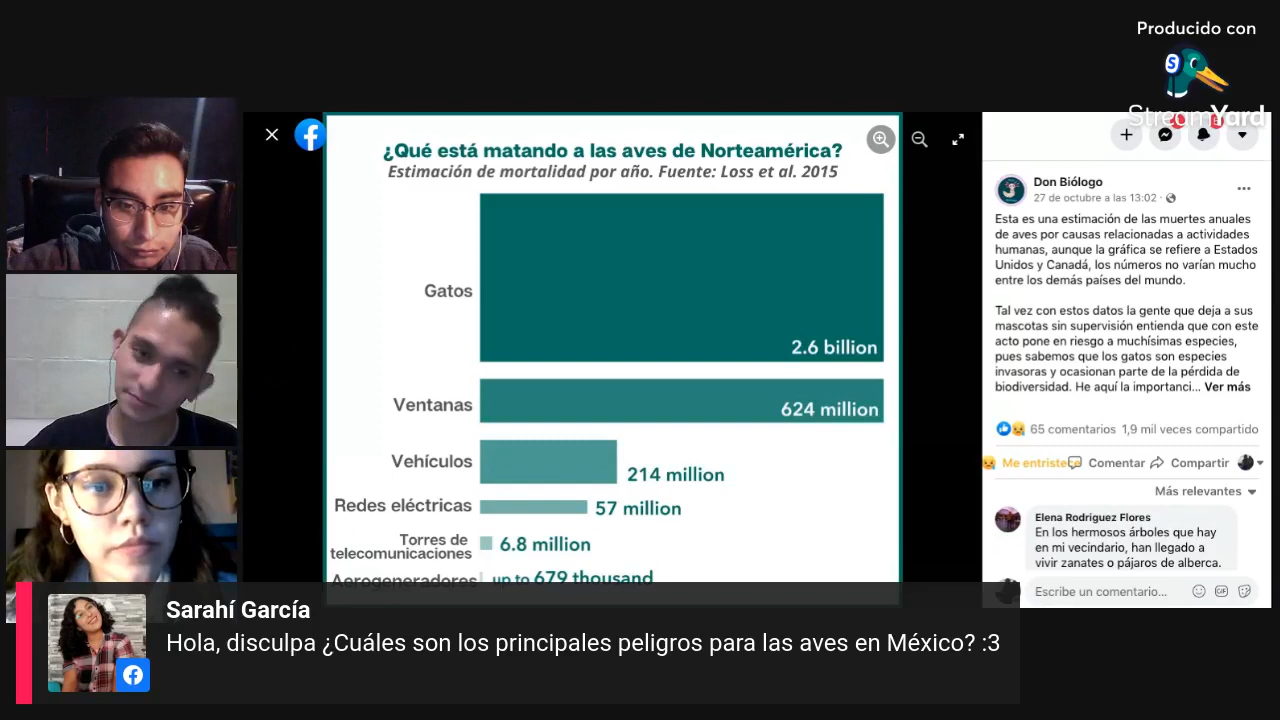 Producido con
StreamYard
¿Qué está matando a las aves de Norteamérica?
Estimación de mortalidad por año. Fuente: Loss et al. 2015
Gatos
2.6 billion
Ventanas
624 million
Vehículos
214 million
Redes eléctricas
57 million
Torres de
telecomunicaciones
6.8 million
Aerogeneradores
up to 679 thousand
Don Biólogo
27 de octubre a las 13:02
Esta es una estimación de las muertes anuales
de aves por causas relacionadas a actividades
humanas, aunque la gráfica se refiere a Estados
Unidos y Canadá, los números no varían mucho
entre los demás países del mundo.
Tal vez con estos datos la gente que deja a sus
mascotas sin supervisión entienda que con este
acto pone en riesgo a muchísimas especies,
pues sabemos que los gatos son especies
invasoras y ocasionan parte de la pérdida de
biodiversidad. He aquí la importanci... Ver más
65 comentarios 1,9 mil veces compartido
Me entristece Comentar Compartir
Más relevantes
Elena Rodriguez Flores
En los hermosos árboles que hay
en mi vecindario, han llegado a
vivir zanates o pájaros de alberca.
Escribe un comentario...
GIF
Sarahí García
Hola, disculpa ¿Cuáles son los principales peligros para las aves en México? :3